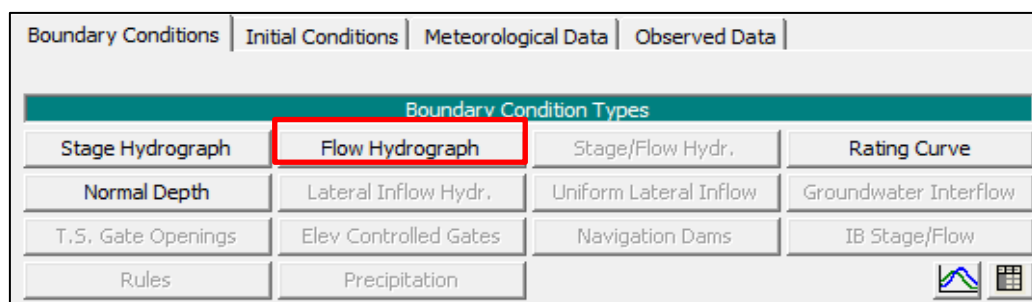 Boundary Conditions Initial Conditions Meteorological Data Observed Data
Boundary Condition Types
Stage Hydrograph Flow Hydrograph Stage/Flow Hydr. Rating Curve
Normal Depth Lateral Inflow Hydr. Uniform Lateral Inflow Groundwater Interflow
T.S. Gate Openings Elev Controlled Gates Navigation Dams IB Stage/Flow
Rules Precipitation